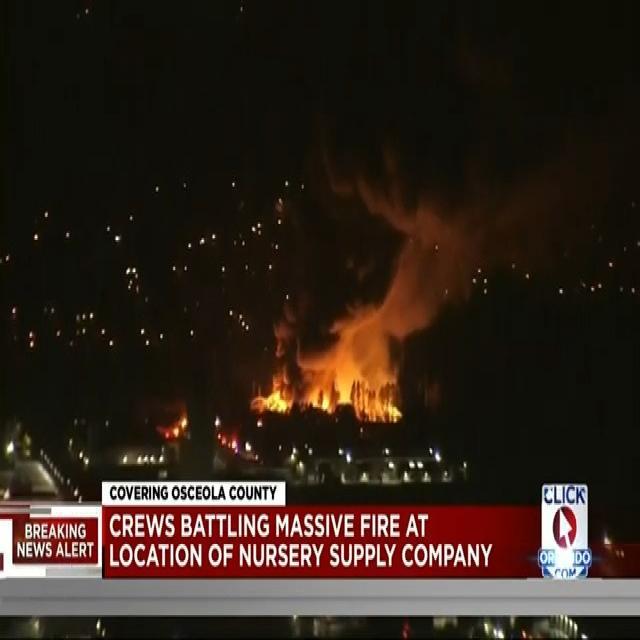 COVERING OSCEOLA COUNTY
BREAKING
NEWS ALERT
CREWS BATTLING MASSIVE FIRE AT
LOCATION OF NURSERY SUPPLY COMPANY
CLICK
ORLANDO
.COM